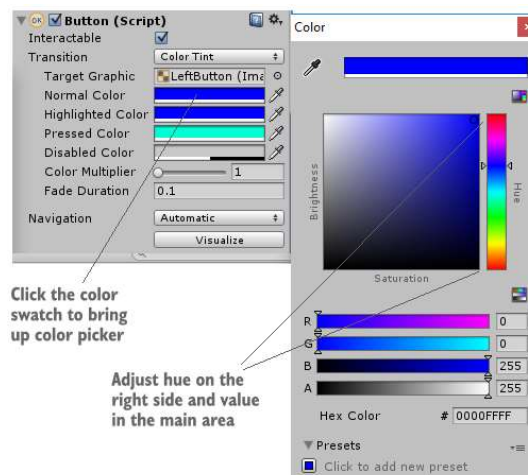 Button (Script)
Interactable
Transition Color Tint
Target Graphic LeftButton (Ima
Normal Color
Highlighted Color
Pressed Color
Disabled Color
Color Multiplier 1
Fade Duration 0.1
Navigation Automatic
Visualize
Click the color
swatch to bring
up color picker
Adjust hue on the
right side and value
in the main area
Color
Brightness
Hue
Saturation
R 0
G 0
B 255
A 255
Hex Color # 0000FFFF
Presets
Click to add new preset